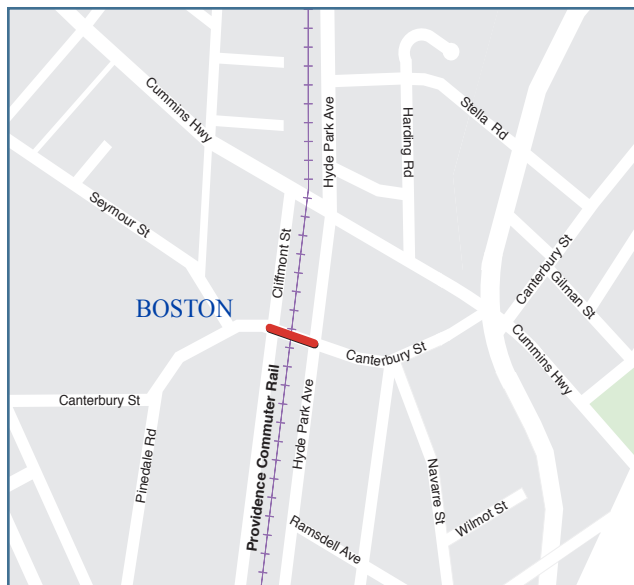 Cummins Hwy
Hyde Park Ave
Harding Rd
Stella Rd
Seymour St
Cliffmont St
Canterbury St
Gilman St
BOSTON
Canterbury St
Cummins Hwy
Canterbury St
Pinedale Rd
Providence Commuter Rail
Hyde Park Ave
Navarre St
Wilmot St
Ramsdell Ave